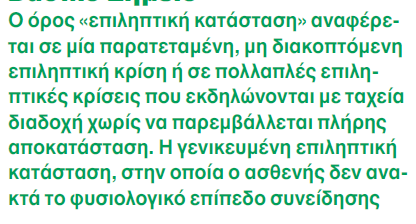 Ο όρος «επιληπτική κατάσταση» αναφέρε-
ται σε μία παρατεταμένη, μη διακοπτόμενη
επιληπτική κρίση ή σε πολλαπλές επιλη-
πτικές κρίσεις που εκδηλώνονται με ταχεία
διαδοχή χωρίς να παρεμβάλλεται πλήρης
αποκατάσταση. Η γενικευμένη επιληπτική
κατάσταση, στην οποία ο ασθενής δεν ανα-
κτά το φυσιολογικό επίπεδο συνείδησης